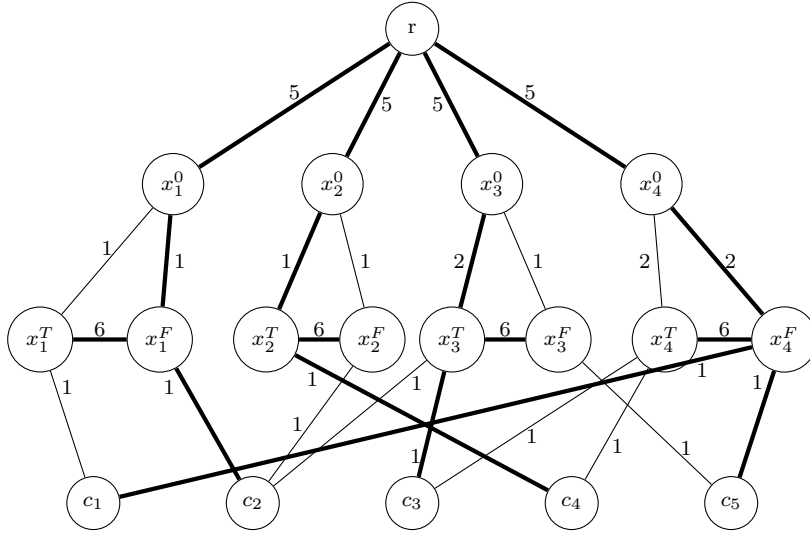 r
5 5 5 5
$x_1^0$ $x_2^0$ $x_3^0$ $x_4^0$
1 1 1 1 2 1 2 2
$x_1^T$ 6 $x_1^F$ $x_2^T$ 6 $x_2^F$ $x_3^T$ 6 $x_3^F$ $x_4^T$ 6 $x_4^F$
1 1 1 1 1 1
1 1 1 1 1
$c_1$ $c_2$ $c_3$ $c_4$ $c_5$